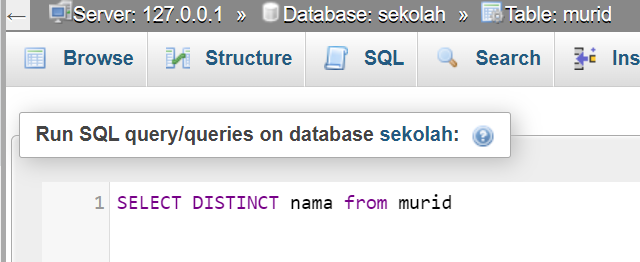 ← Server: 127.0.0.1 » Database: sekolah » Table: murid
Browse Structure SQL Search Ins
Run SQL query/queries on database sekolah:
1 SELECT DISTINCT nama from murid